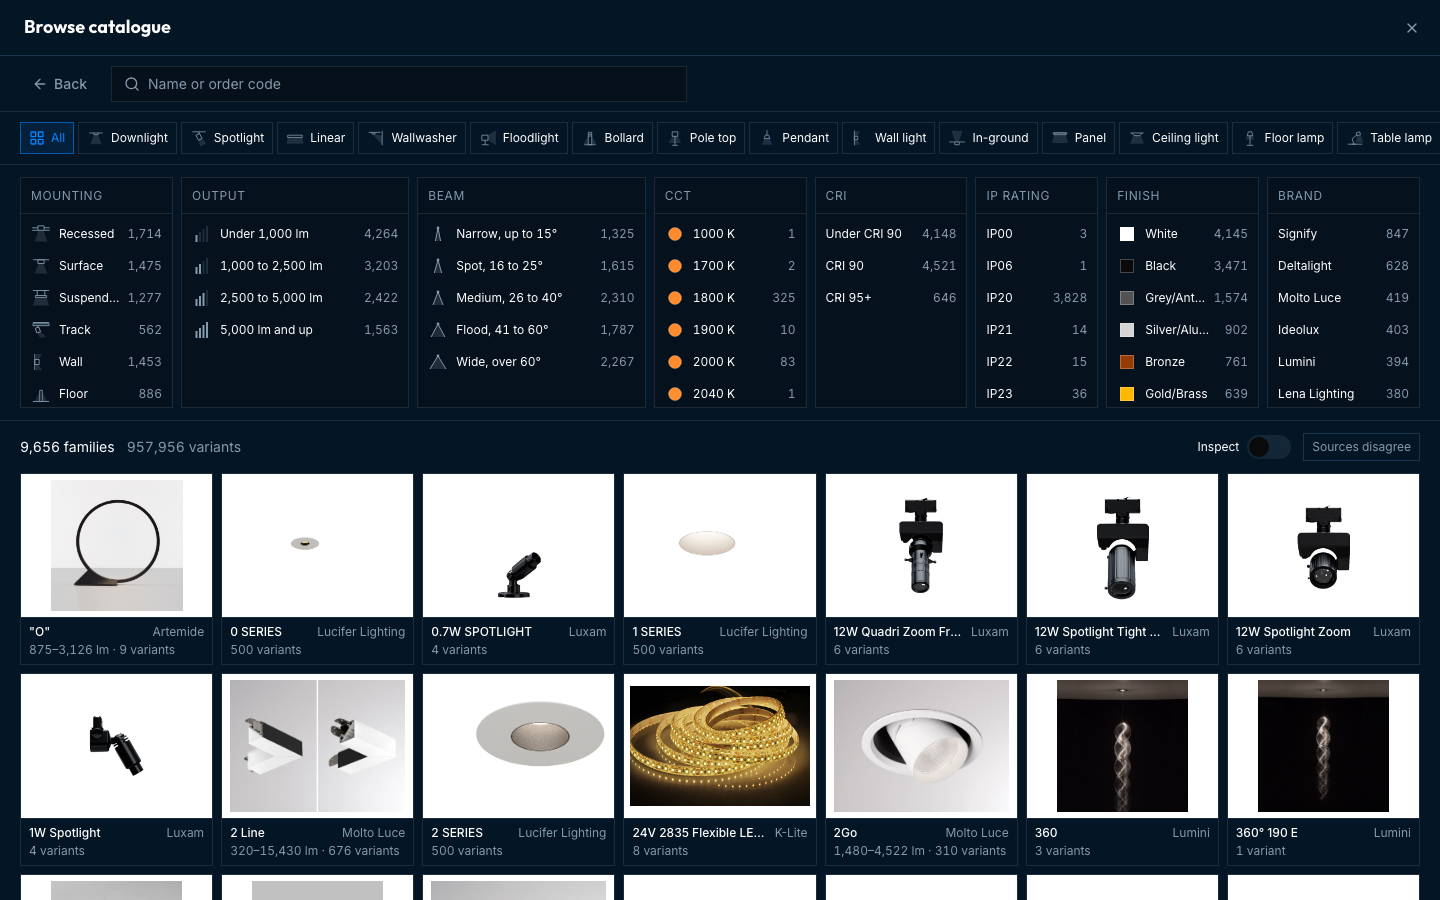 Browse catalogue
Back
Name or order code
All
Downlight
Spotlight
Linear
Wallwasher
Floodlight
Bollard
Pole top
Pendant
Wall light
In-ground
Panel
Ceiling light
Floor lamp
Table lamp
MOUNTING
Recessed 1,714
Surface 1,475
Suspend... 1,277
Track 562
Wall 1,453
Floor 886
OUTPUT
Under 1,000 lm 4,264
1,000 to 2,500 lm 3,203
2,500 to 5,000 lm 2,422
5,000 lm and up 1,563
BEAM
Narrow, up to 15° 1,325
Spot, 16 to 25° 1,615
Medium, 26 to 40° 2,310
Flood, 41 to 60° 1,787
Wide, over 60° 2,267
CCT
1000 K 1
1700 K 2
1800 K 325
1900 K 10
2000 K 83
2040 K 1
CRI
Under CRI 90 4,148
CRI 90 4,521
CRI 95+ 646
IP RATING
IP00 3
IP06 1
IP20 3,828
IP21 14
IP22 15
IP23 36
FINISH
White 4,145
Black 3,471
Grey/Ant... 1,574
Silver/Alu... 902
Bronze 761
Gold/Brass 639
BRAND
Signify 847
Deltalight 628
Molto Luce 419
Ideolux 403
Lumini 394
Lena Lighting 380
9,656 families 957,956 variants
Inspect
Sources disagree
"O" Artemide
875–3,126 lm · 9 variants
0 SERIES Lucifer Lighting
500 variants
0.7W SPOTLIGHT Luxam
4 variants
1 SERIES Lucifer Lighting
500 variants
12W Quadri Zoom Fr... Luxam
6 variants
12W Spotlight Tight ... Luxam
6 variants
12W Spotlight Zoom Luxam
6 variants
1W Spotlight Luxam
4 variants
2 Line Molto Luce
320–15,430 lm · 676 variants
2 SERIES Lucifer Lighting
500 variants
24V 2835 Flexible LE... K-Lite
8 variants
2Go Molto Luce
1,480–4,522 lm · 310 variants
360 Lumini
3 variants
360° 190 E Lumini
1 variant